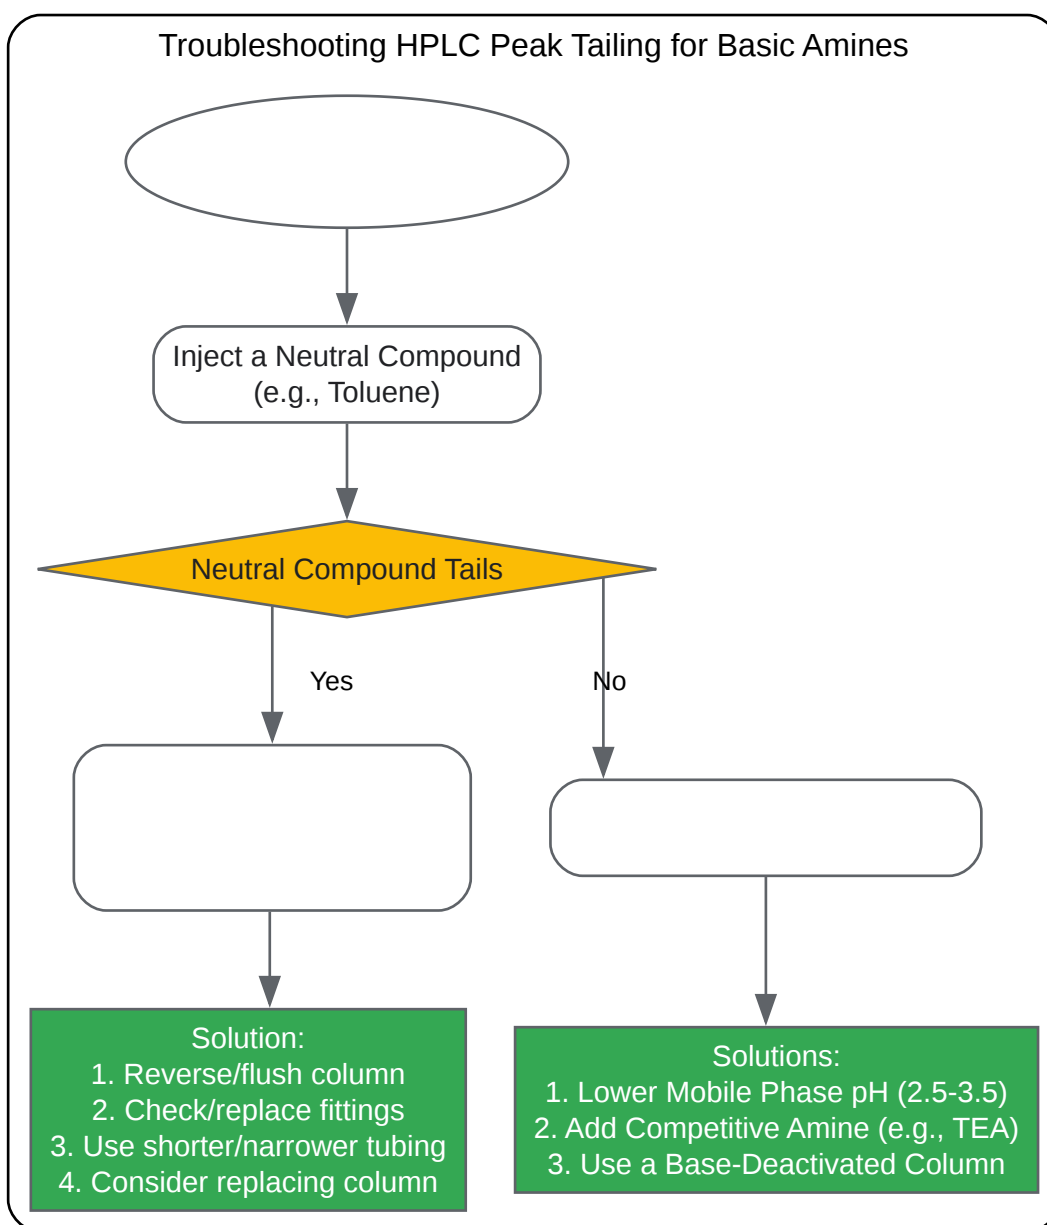 Troubleshooting HPLC Peak Tailing for Basic Amines
Inject a Neutral Compound
(e.g., Toluene)
Neutral Compound Tails
Yes
No
Solution:
1. Reverse/flush column
2. Check/replace fittings
3. Use shorter/narrower tubing
4. Consider replacing column
Solutions:
1. Lower Mobile Phase pH (2.5-3.5)
2. Add Competitive Amine (e.g., TEA)
3. Use a Base-Deactivated Column